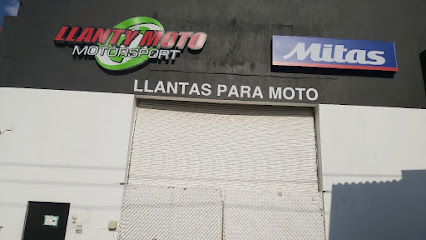 LLANTY MOTO
MOTORSPORT
Mitas
LLANTAS PARA MOTO